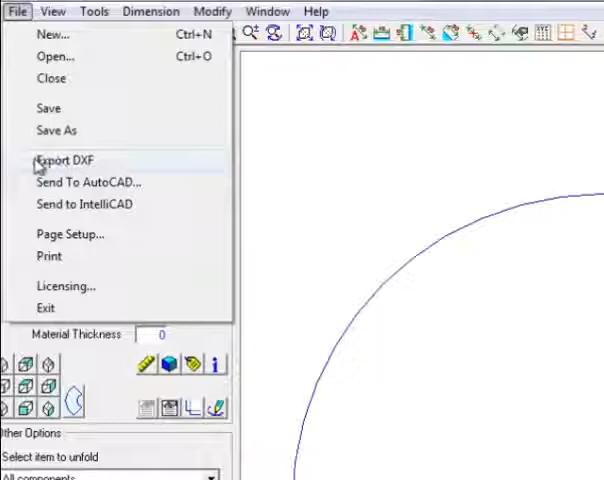 File View Tools Dimension Modify Window Help
New... Ctrl+N
Open... Ctrl+O
Close
Save
Save As
Export DXF
Send To AutoCAD...
Send to IntelliCAD
Page Setup...
Print
Licensing...
Exit
Material Thickness 0
Other Options
Select item to unfold
All components